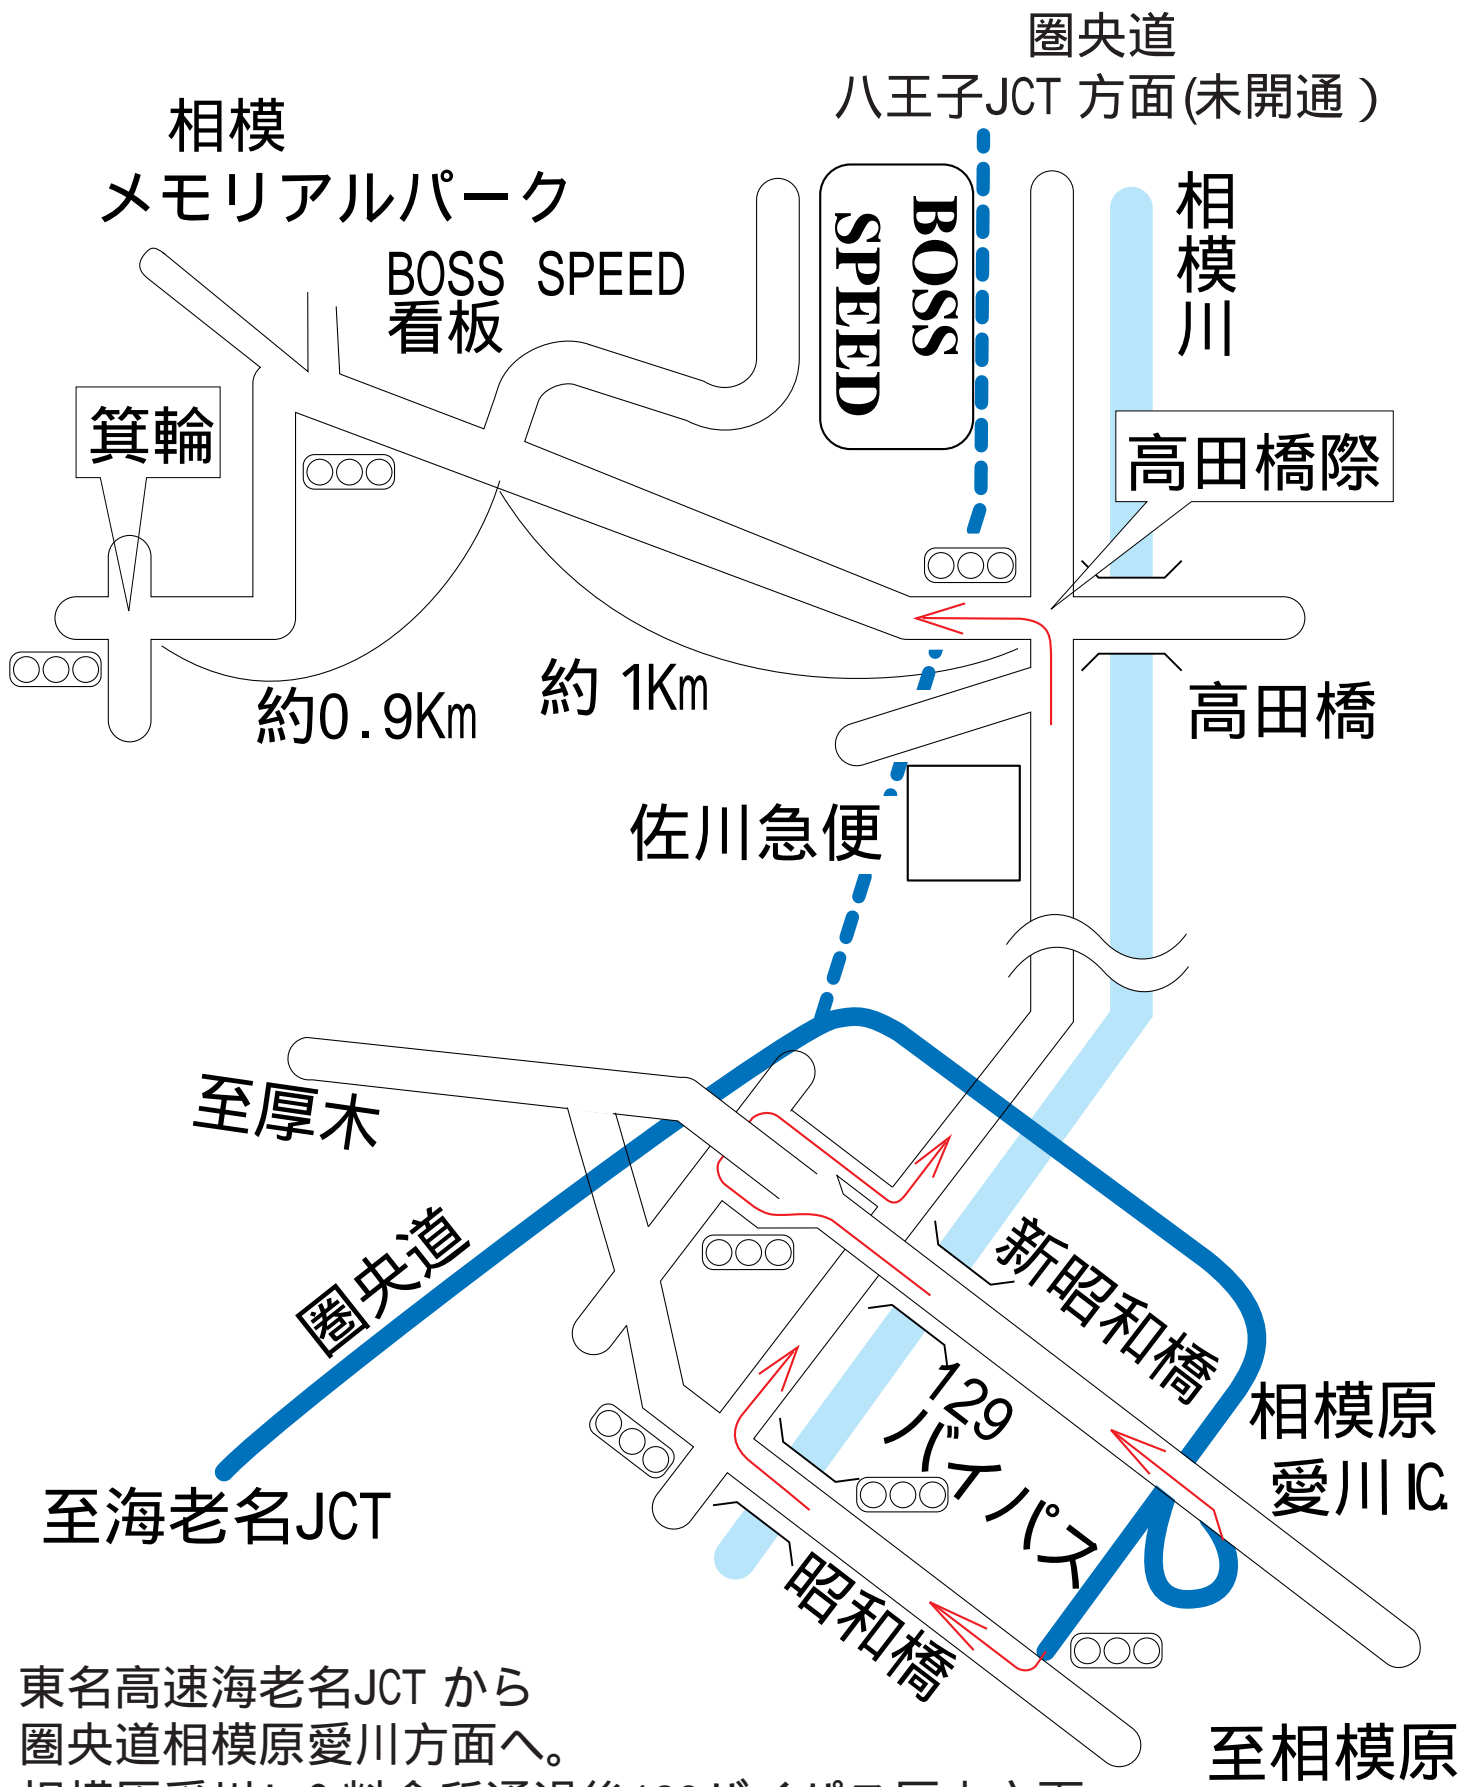 圏央道
八王子JCT 方面(未開通)
相模
メモリアルパーク
BOSS SPEED
看板
BOSS
SPEED
相模川
箕輪
高田橋際
約0.9Km
約 1Km
高田橋
佐川急便
至厚木
圏央道
新昭和橋
129
バイパス
相模原
愛川IC
至海老名JCT
昭和橋
東名高速海老名JCT から
圏央道相模原愛川方面へ。
至相模原